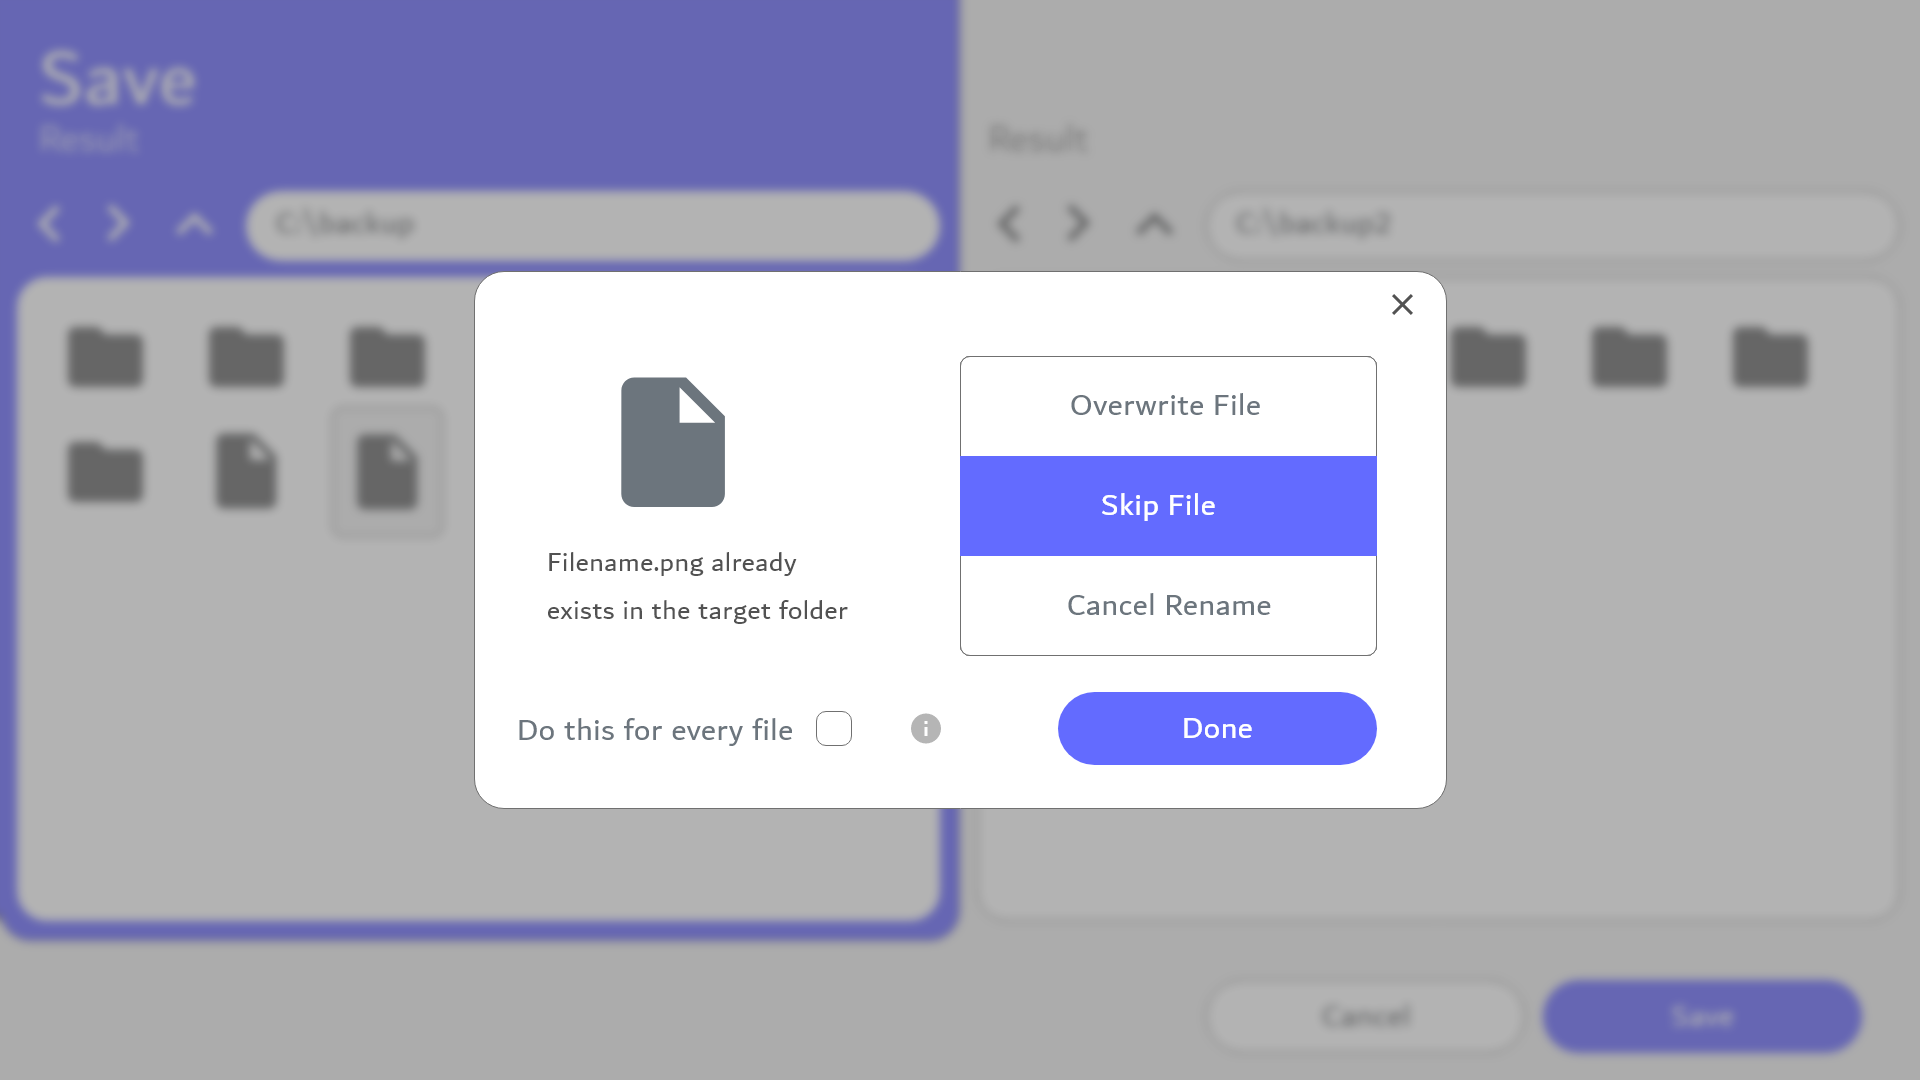 Save
Result
Result
C:\backup
C:\backup2
Filename.png already
exists in the target folder
Overwrite File
Skip File
Cancel Rename
Do this for every file
Done
Cancel
Save